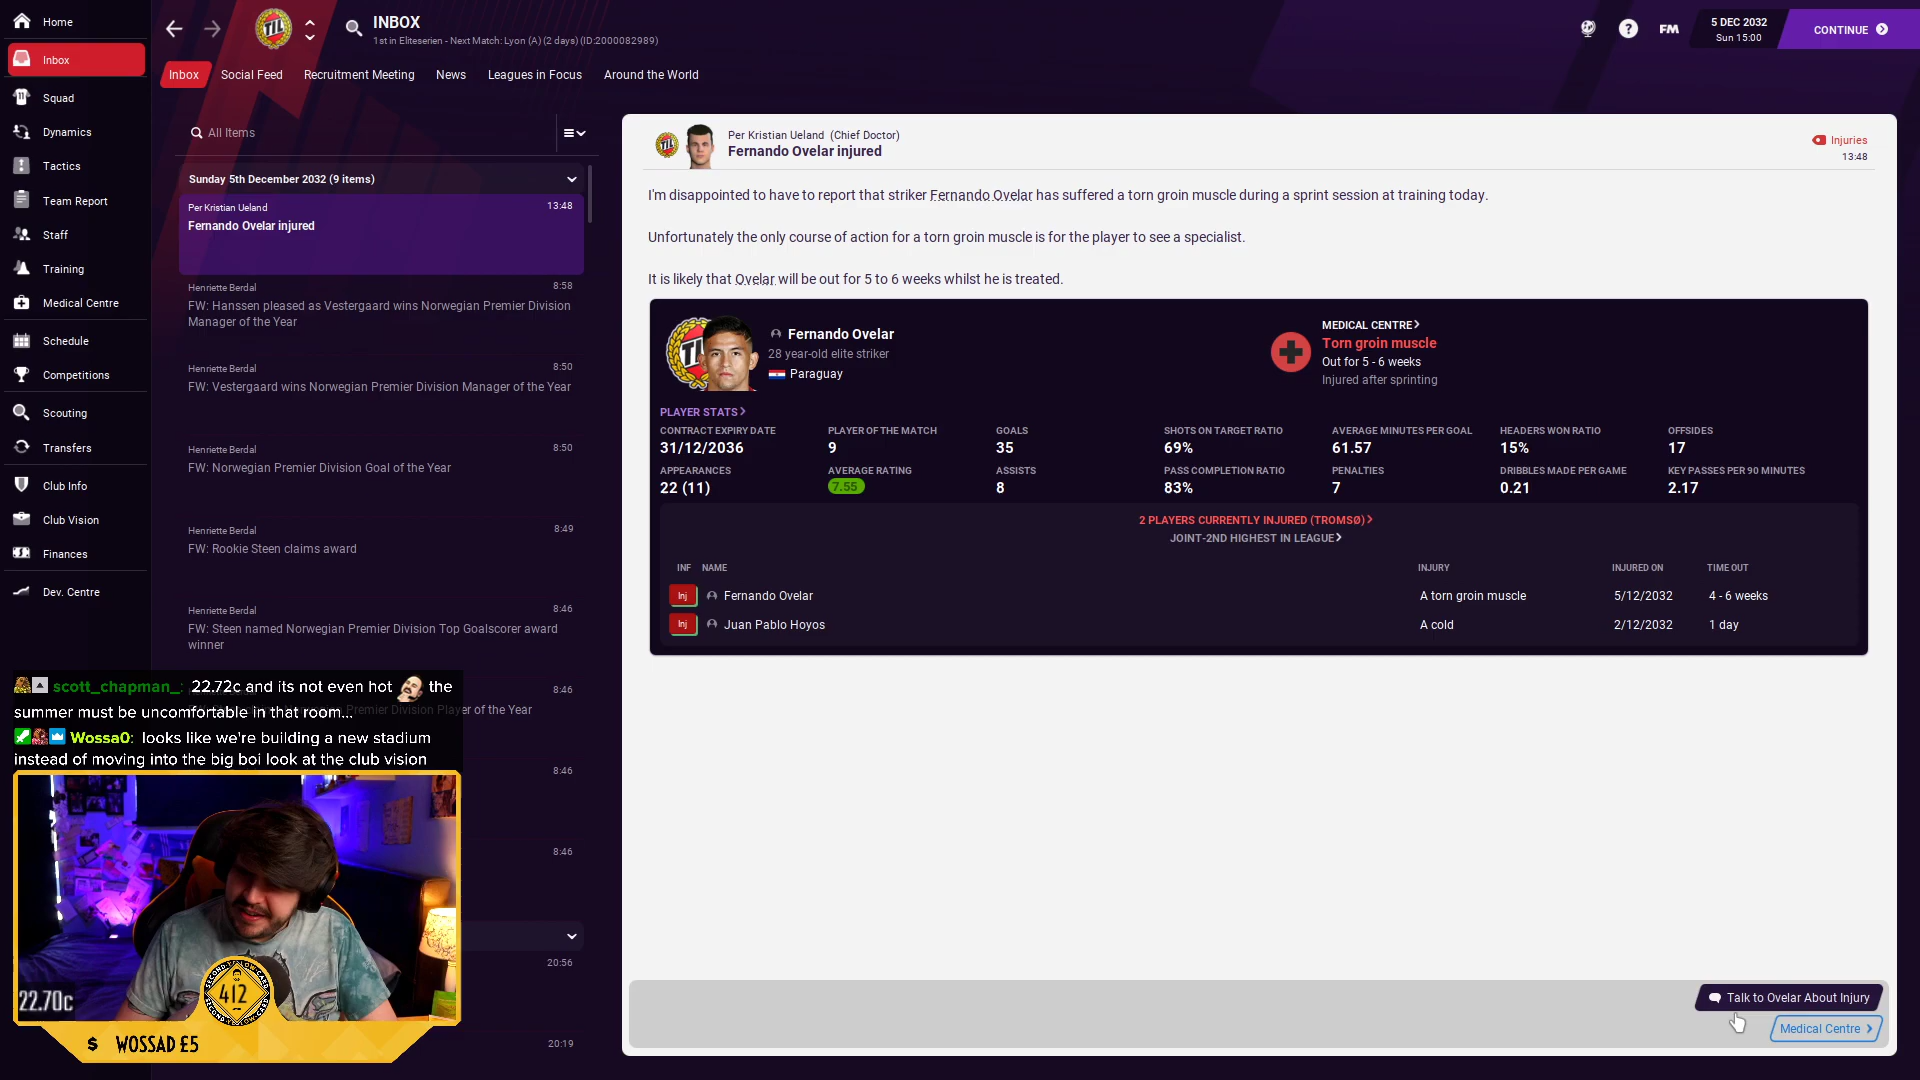 Home
Inbox
Squad
Dynamics
Tactics
Team Report
Staff
Training
Medical Centre
Schedule
Competitions
Scouting
Transfers
Club Info
Club Vision
Finances
Dev. Centre
TIL
INBOX
1st in Eliteserien - Next Match: Lyon (A) (2 days) (ID:2000082989)
FM
5 DEC 2032
Sun 15:00
CONTINUE
Inbox
Social Feed
Recruitment Meeting
News
Leagues in Focus
Around the World
All Items
Sunday 5th December 2032 (9 items)
Per Kristian Ueland 13:48
Fernando Ovelar injured
Henriette Berdal 8:58
FW: Hanssen pleased as Vestergaard wins Norwegian Premier Division
Manager of the Year
Henriette Berdal 8:50
FW: Vestergaard wins Norwegian Premier Division Manager of the Year
Henriette Berdal 8:50
FW: Norwegian Premier Division Goal of the Year
Henriette Berdal 8:49
FW: Rookie Steen claims award
Henriette Berdal 8:46
FW: Steen named Norwegian Premier Division Top Goalscorer award
winner
8:46
Premier Division Player of the Year
8:46
8:46
20:56
20:19
Per Kristian Ueland (Chief Doctor)
Fernando Ovelar injured
Injuries
13:48
I'm disappointed to have to report that striker Fernando Ovelar has suffered a torn groin muscle during a sprint session at training today.
Unfortunately the only course of action for a torn groin muscle is for the player to see a specialist.
It is likely that Ovelar will be out for 5 to 6 weeks whilst he is treated.
Fernando Ovelar
28 year-old elite striker
Paraguay
MEDICAL CENTRE
Torn groin muscle
Out for 5 - 6 weeks
Injured after sprinting
PLAYER STATS
CONTRACT EXPIRY DATE PLAYER OF THE MATCH GOALS SHOTS ON TARGET RATIO AVERAGE MINUTES PER GOAL HEADERS WON RATIO OFFSIDES
31/12/2036 9 35 69% 61.57 15% 17
APPEARANCES AVERAGE RATING ASSISTS PASS COMPLETION RATIO PENALTIES DRIBBLES MADE PER GAME KEY PASSES PER 90 MINUTES
22 (11) 7.55 8 83% 7 0.21 2.17
2 PLAYERS CURRENTLY INJURED (TROMSØ)
JOINT-2ND HIGHEST IN LEAGUE
INF NAME INJURY INJURED ON TIME OUT
Inj Fernando Ovelar A torn groin muscle 5/12/2032 4 - 6 weeks
Inj Juan Pablo Hoyos A cold 2/12/2032 1 day
Talk to Ovelar About Injury
Medical Centre
scott_chapman_: 22.72c and its not even hot the
summer must be uncomfortable in that room...
Wossa0: looks like we're building a new stadium
instead of moving into the big boi look at the club vision
22.70c
SECOND YELLOW CARD
412
SECOND YELLOW CARD
$ WOSSAD £5